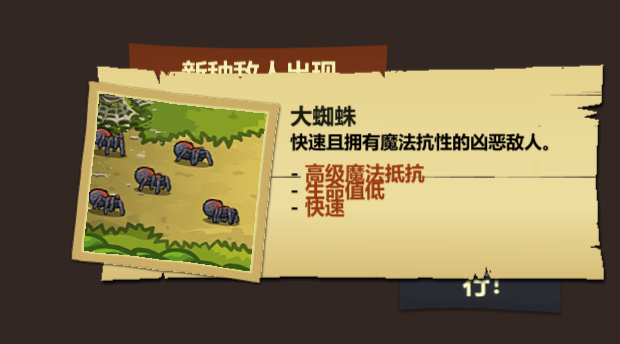 新种敌人出现
大蜘蛛
快速且拥有魔法抗性的凶恶敌人。
- 高级魔法抵抗
- 生命值低
- 快速
行!